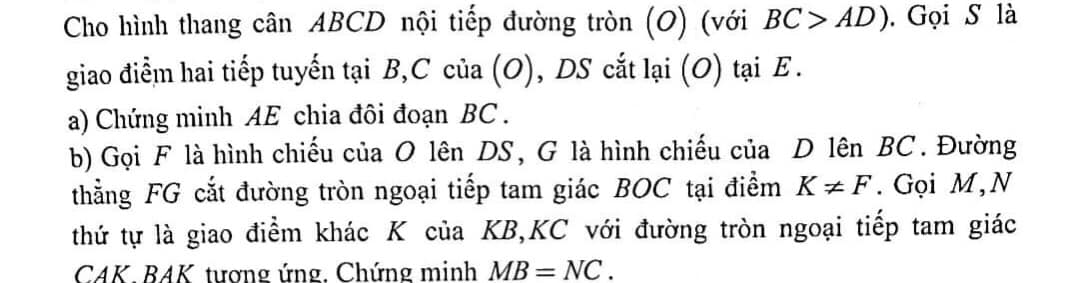 Cho hình thang cân ABCD nội tiếp đường tròn (O) (với BC > AD). Gọi S là
giao điểm hai tiếp tuyến tại B,C của (O), DS cắt lại (O) tại E.
a) Chứng minh AE chia đôi đoạn BC.
b) Gọi F là hình chiếu của O lên DS, G là hình chiếu của D lên BC. Đường
thẳng FG cắt đường tròn ngoại tiếp tam giác BOC tại điểm K ≠ F. Gọi M,N
thứ tự là giao điểm khác K của KB,KC với đường tròn ngoại tiếp tam giác
CAK, BAK tương ứng. Chứng minh MB = NC.